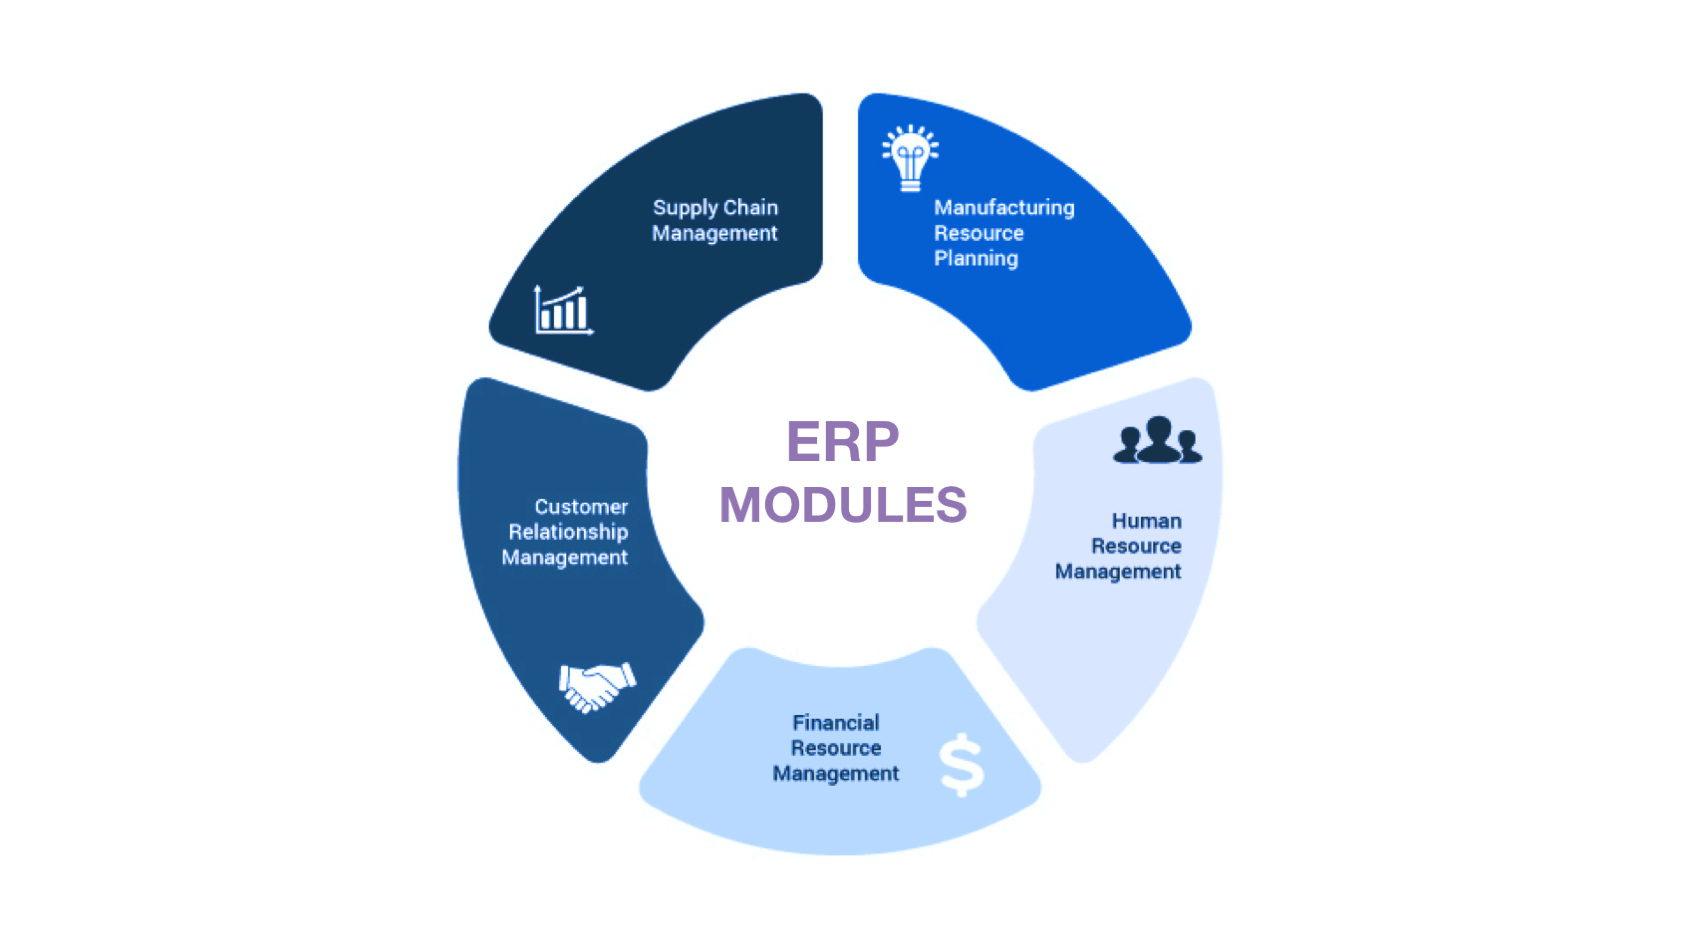 Supply Chain
Management
Manufacturing
Resource
Planning
ERP
MODULES
Customer
Relationship
Management
Human
Resource
Management
Financial
Resource
Management
$